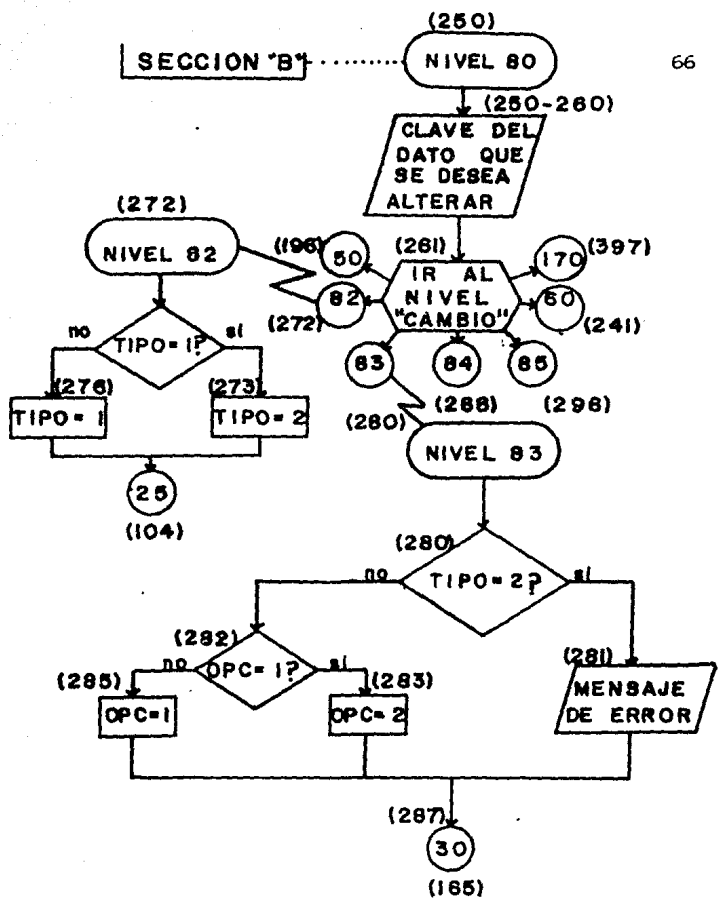 (250)
SECCION "B"
NIVEL 80
66
(250-260)
CLAVE DEL
DATO QUE
SE DESEA
ALTERAR
(272)
NIVEL 82
(196)
50
(261)
IR AL
NIVEL
"CAMBIO"
170
(397)
82
(272)
60
(241)
83
84
85
no
TIPO=1?
si
(276)
TIPO= 1
(273)
TIPO= 2
25
(104)
(280)
(288)
(296)
NIVEL 83
(280)
no
TIPO=2?
si
(282)
no
OPC=1?
si
(285)
OPC=1
(283)
OPC=2
(281)
MENSAJE
DE ERROR
(287)
30
(165)